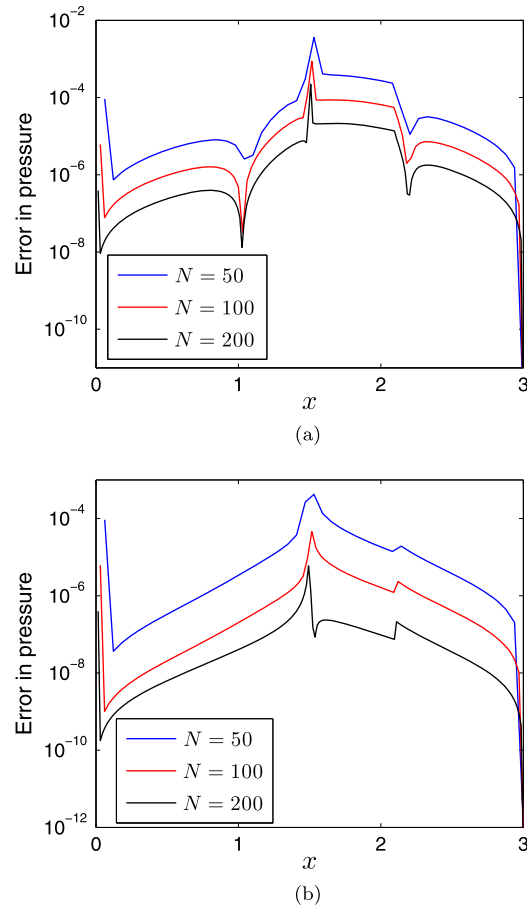 10⁻²
10⁻⁴
10⁻⁶
10⁻⁸
10⁻¹⁰
Error in pressure
N = 50
N = 100
N = 200
0 1 2 3
x
(a)
10⁻⁴
10⁻⁶
10⁻⁸
10⁻¹⁰
10⁻¹²
Error in pressure
N = 50
N = 100
N = 200
0 1 2 3
x
(b)